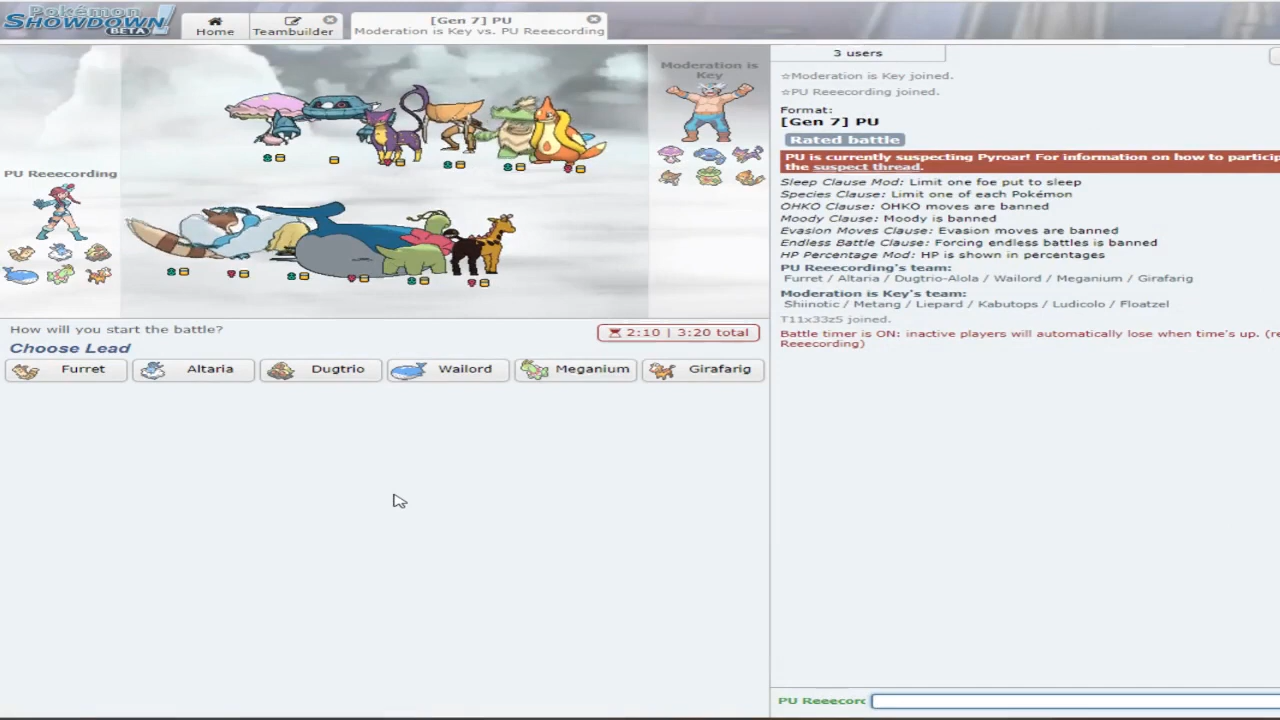 Pokémon
SHOWDOWN!
BETA
Home
Teambuilder
[Gen 7] PU
Moderation is Key vs. PU Reeecording
Moderation is
Key
PU Reeecording
How will you start the battle?
2:10 | 3:20 total
Choose Lead
Furret
Altaria
Dugtrio
Wailord
Meganium
Girafarig
3 users
☆Moderation is Key joined.
☆PU Reeecording joined.
Format:
[Gen 7] PU
Rated battle
PU is currently suspecting Pyroar! For information on how to particip
the suspect thread.
Sleep Clause Mod: Limit one foe put to sleep
Species Clause: Limit one of each Pokémon
OHKO Clause: OHKO moves are banned
Moody Clause: Moody is banned
Evasion Moves Clause: Evasion moves are banned
Endless Battle Clause: Forcing endless battles is banned
HP Percentage Mod: HP is shown in percentages
PU Reeecording's team:
Furret / Altaria / Dugtrio-Alola / Wailord / Meganium / Girafarig
Moderation is Key's team:
Shiinotic / Metang / Liepard / Kabutops / Ludicolo / Floatzel
T11x33z5 joined.
Battle timer is ON: inactive players will automatically lose when time's up. (re
Reeecording)
PU Reeecorc